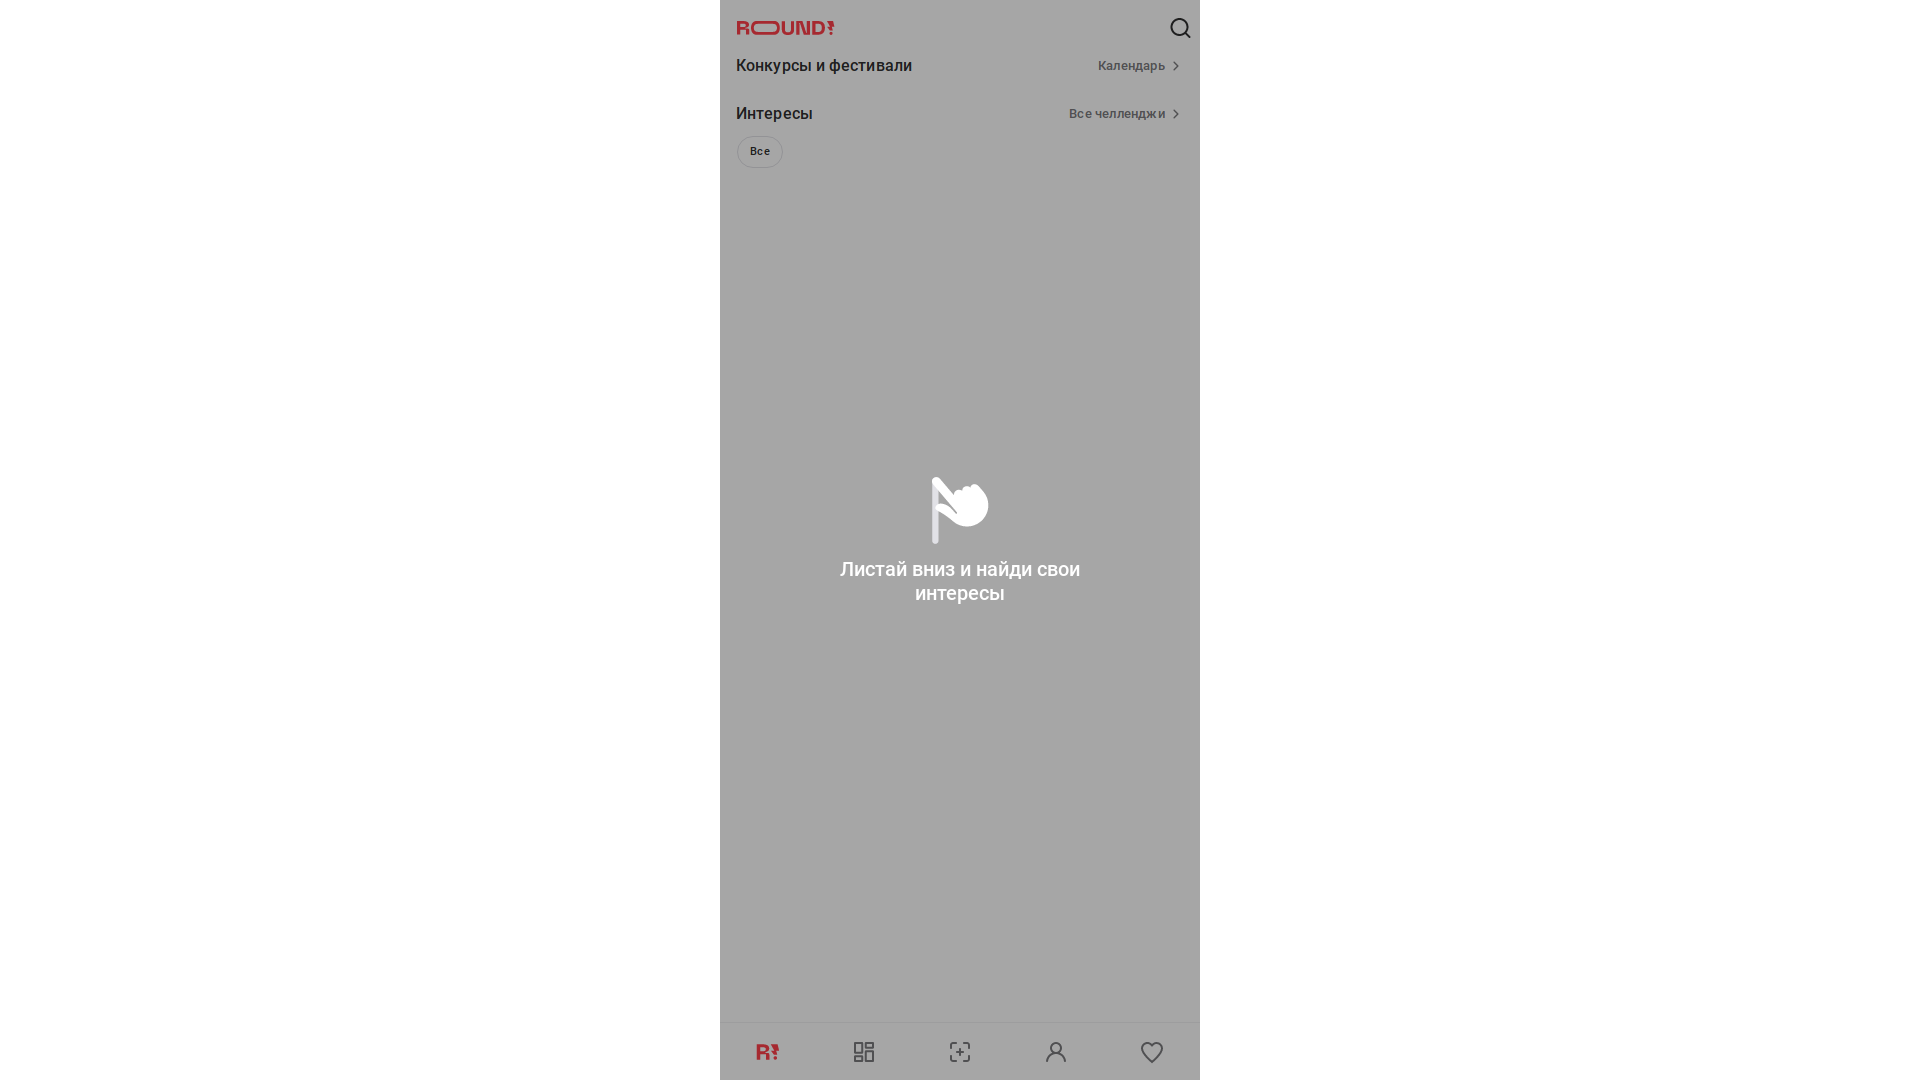 ROUND!
Конкурсы и фестивали
Календарь
Интересы
Все челленджи
Все
Листай вниз и найди свои
интересы
R!